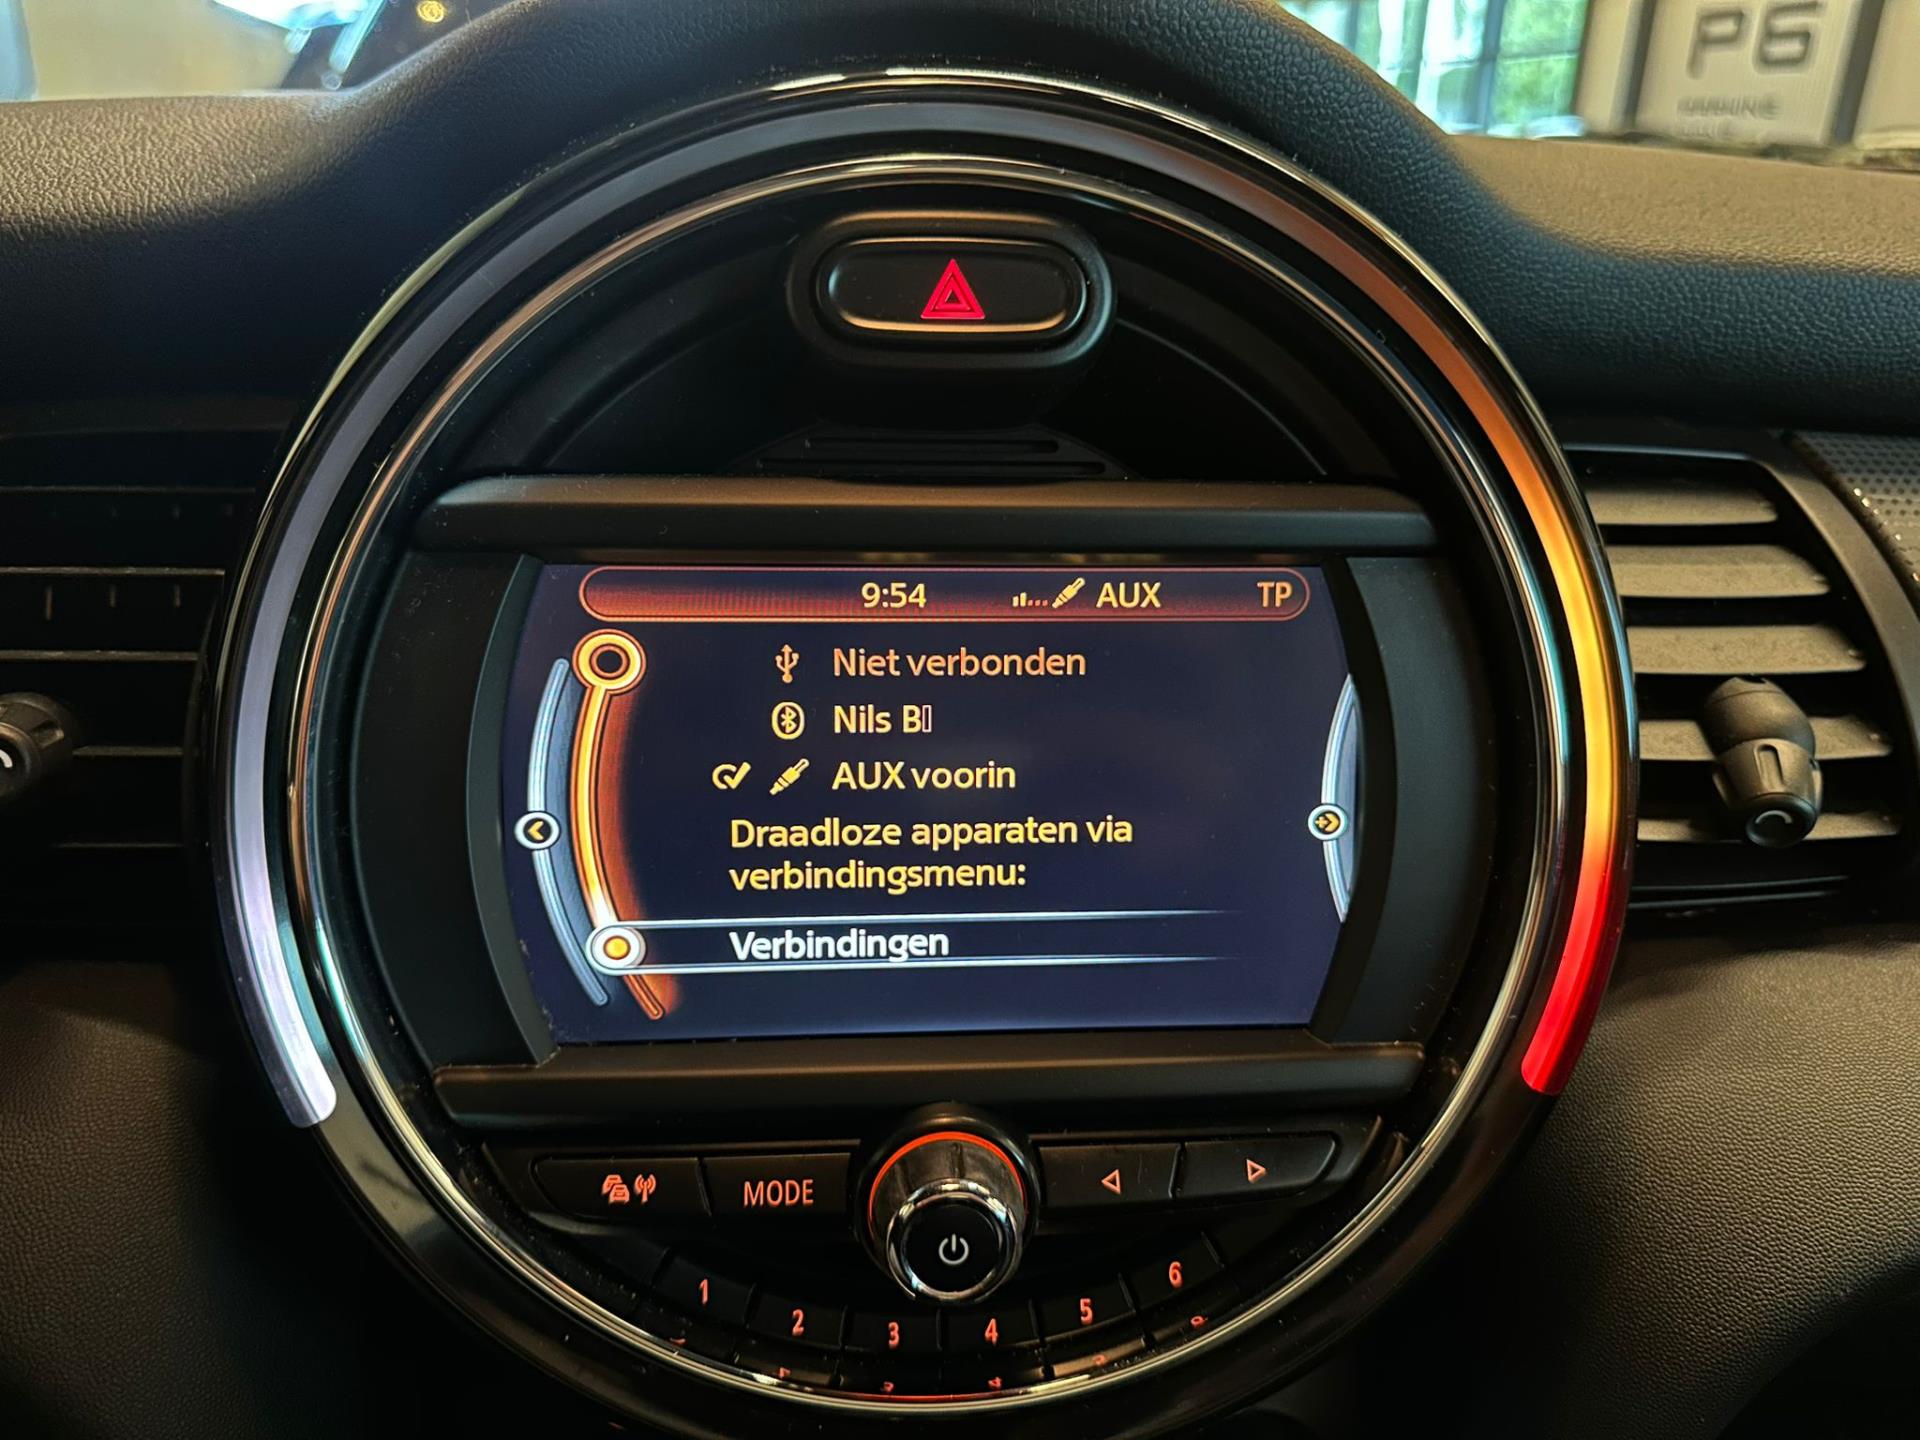 P6
9:54 AUX TP
Niet verbonden
Nils B▯
AUX voorin
Draadloze apparaten via
verbindingsmenu:
Verbindingen
MODE
1 2 3 4 5 6